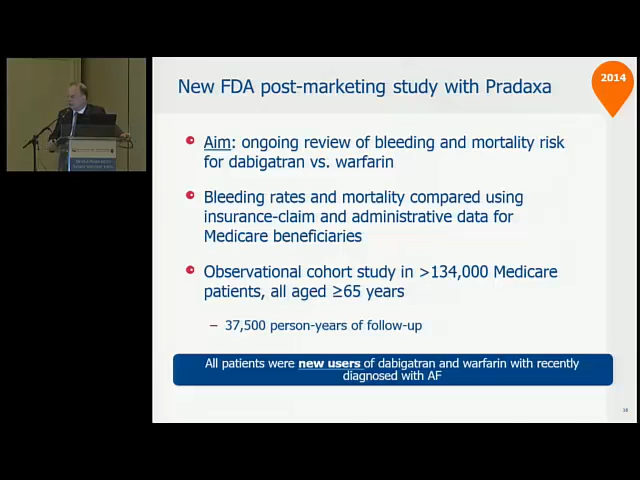 New FDA post-marketing study with Pradaxa
2014
Aim: ongoing review of bleeding and mortality risk
for dabigatran vs. warfarin
Bleeding rates and mortality compared using
insurance-claim and administrative data for
Medicare beneficiaries
Observational cohort study in >134,000 Medicare
patients, all aged ≥65 years
– 37,500 person-years of follow-up
All patients were new users of dabigatran and warfarin with recently
diagnosed with AF